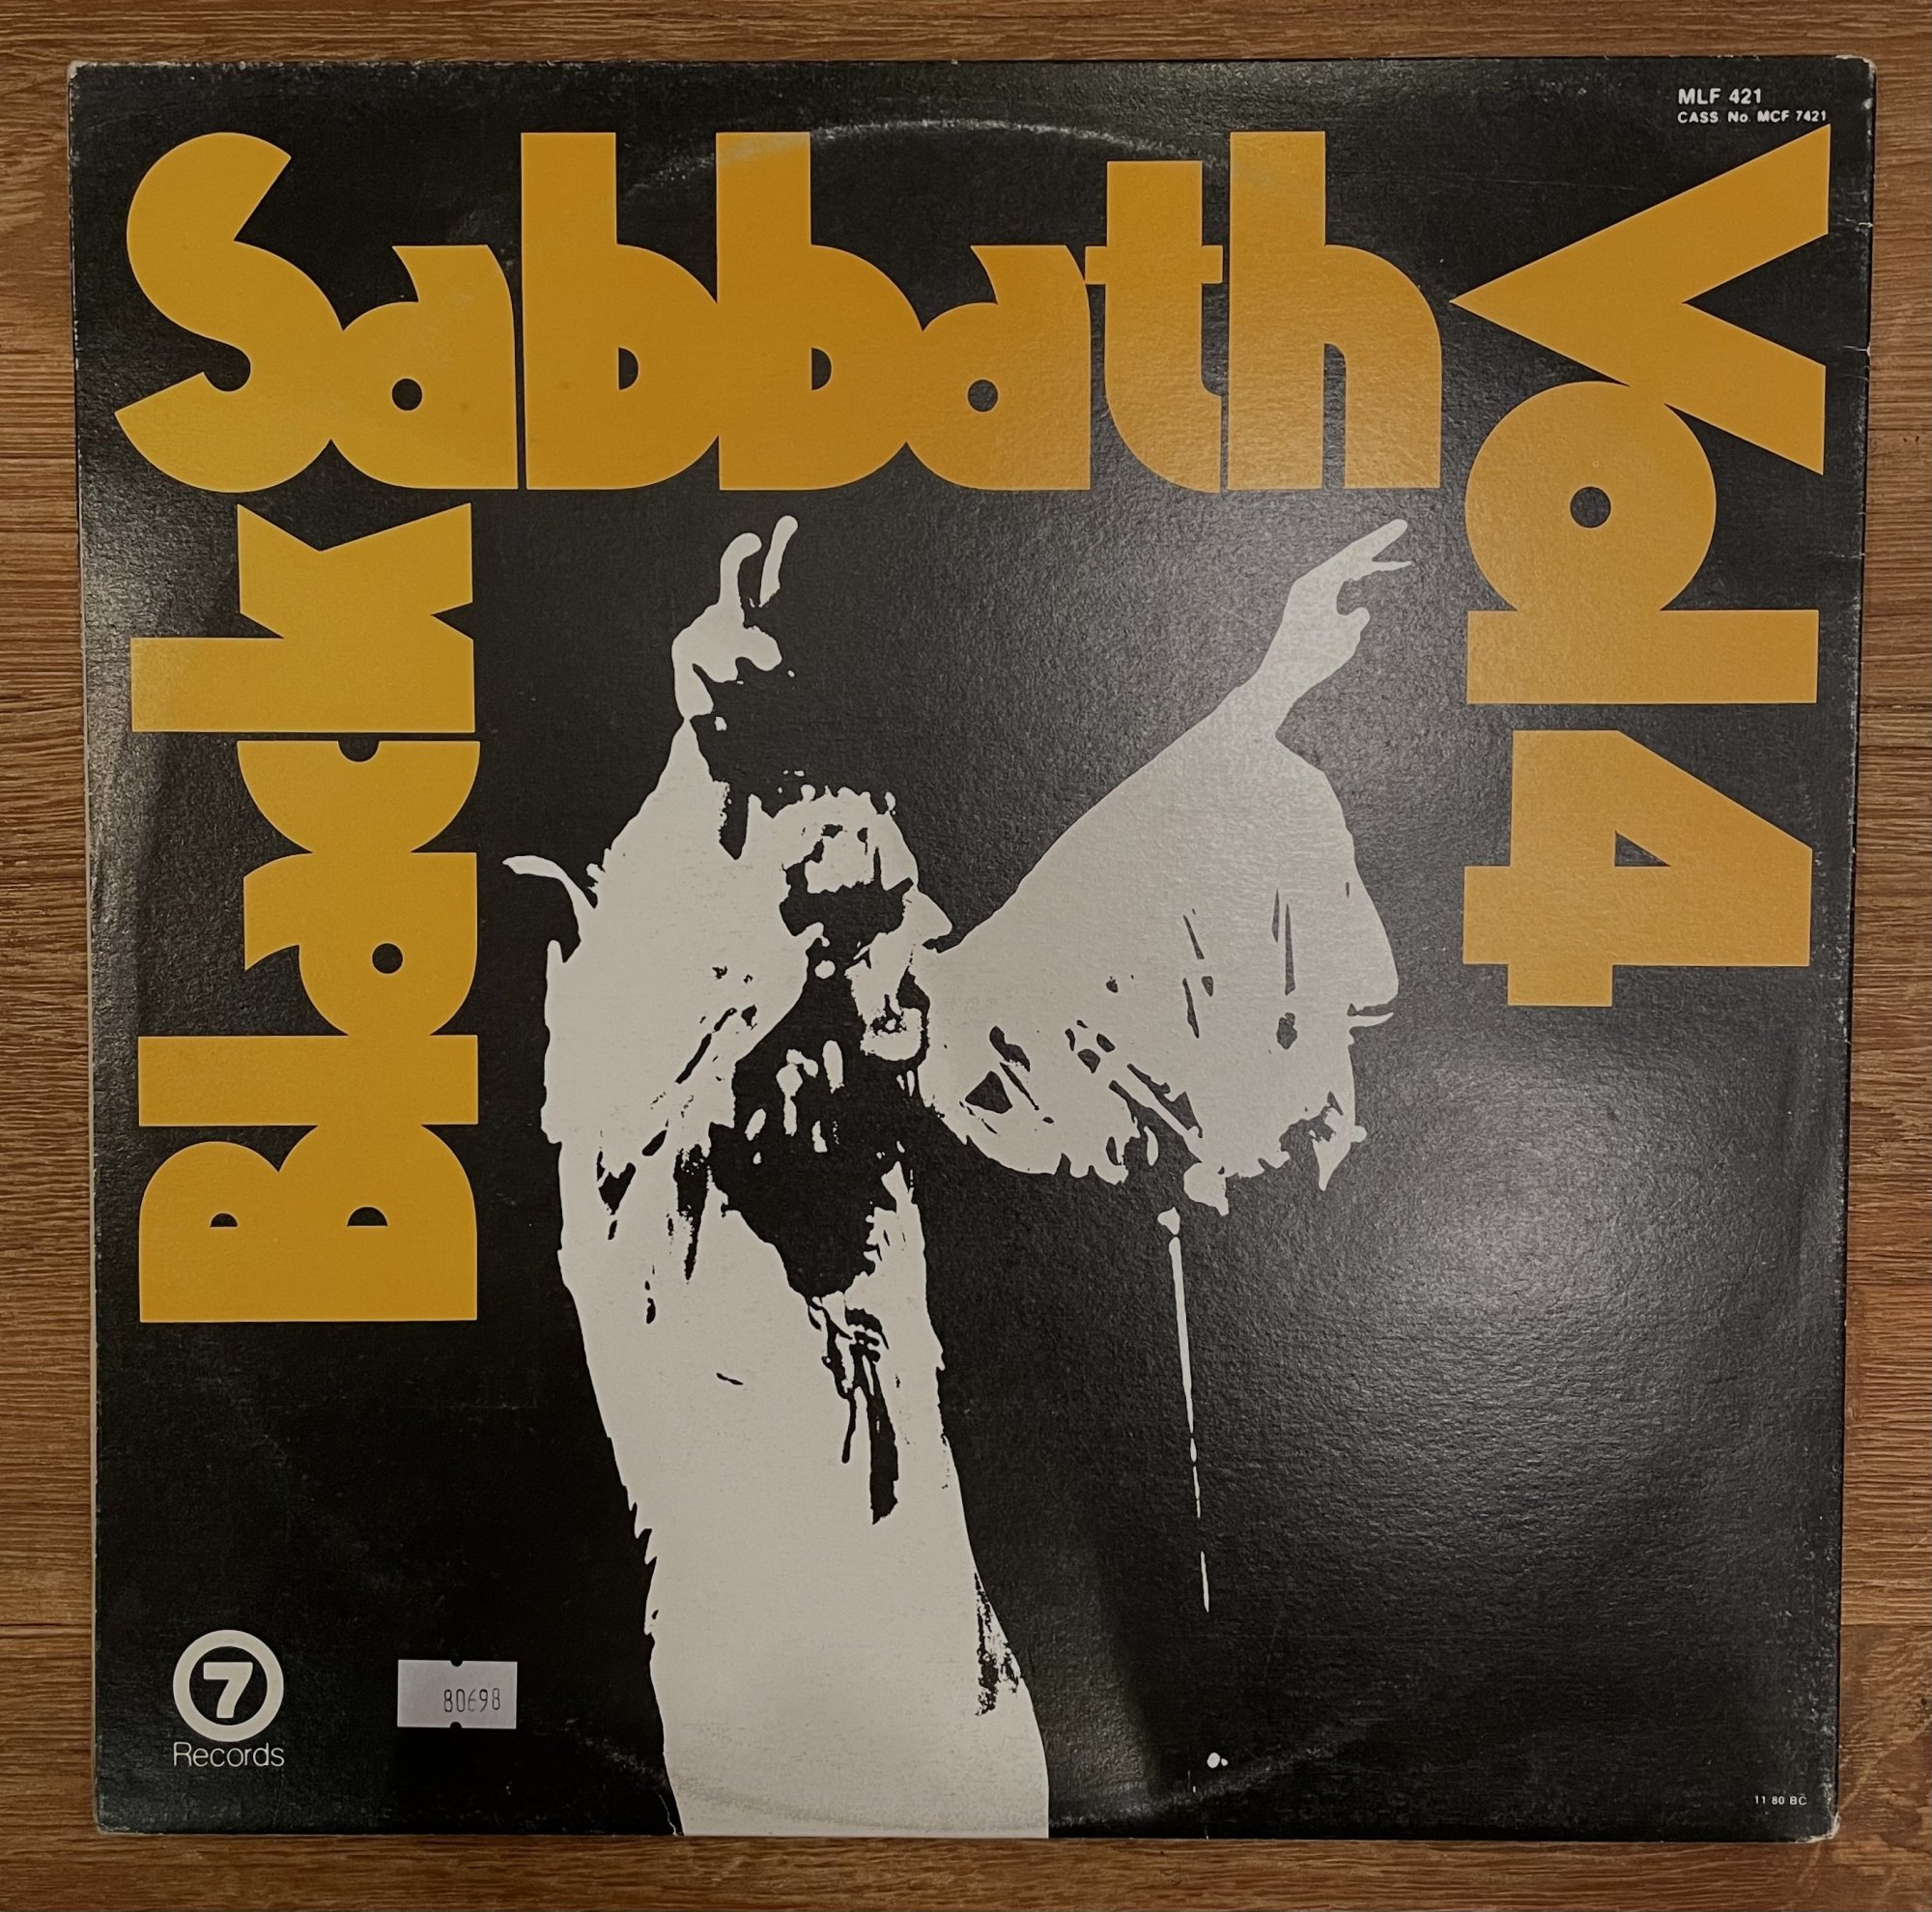 MLF 421
CASS No. MCF 7421
Black
Sabbath
Vol 4
7
Records
80698
11 80 BC